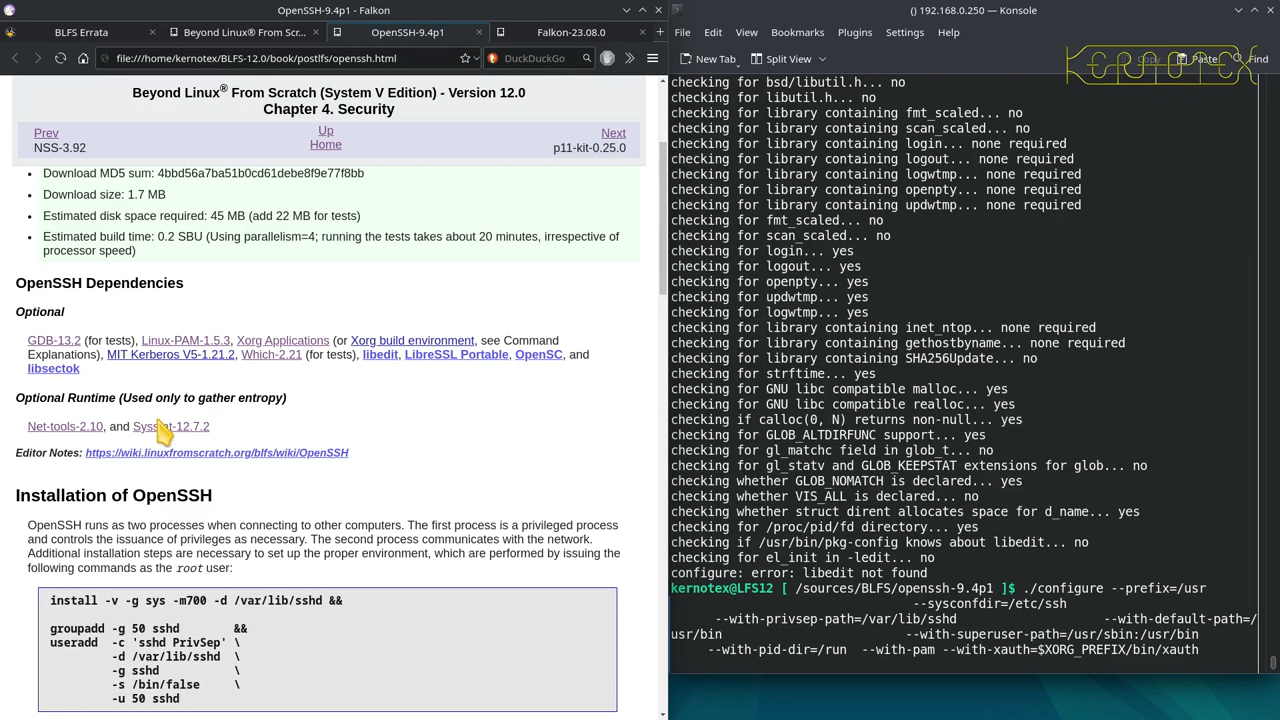 OpenSSH-9.4p1 - Falkon
BLFS Errata
Beyond Linux® From Scr...
OpenSSH-9.4p1
Falkon-23.08.0
file:///home/kernotex/BLFS-12.0/book/postlfs/openssh.html
DuckDuckGo
Beyond Linux® From Scratch (System V Edition) - Version 12.0
Chapter 4. Security
Prev
Up
Next
NSS-3.92
Home
p11-kit-0.25.0
Download MD5 sum: 4bbd56a7ba51b0cd61debe8f9e77f8bb
Download size: 1.7 MB
Estimated disk space required: 45 MB (add 22 MB for tests)
Estimated build time: 0.2 SBU (Using parallelism=4; running the tests takes about 20 minutes, irrespective of
processor speed)
OpenSSH Dependencies
Optional
GDB-13.2 (for tests), Linux-PAM-1.5.3, Xorg Applications (or Xorg build environment, see Command
Explanations), MIT Kerberos V5-1.21.2, Which-2.21 (for tests), libedit, LibreSSL Portable, OpenSC, and
libsectok
Optional Runtime (Used only to gather entropy)
Net-tools-2.10, and Sysstat-12.7.2
Editor Notes: https://wiki.linuxfromscratch.org/blfs/wiki/OpenSSH
Installation of OpenSSH
OpenSSH runs as two processes when connecting to other computers. The first process is a privileged process
and controls the issuance of privileges as necessary. The second process communicates with the network.
Additional installation steps are necessary to set up the proper environment, which are performed by issuing the
following commands as the root user:
install -v -g sys -m700 -d /var/lib/sshd &&
groupadd -g 50 sshd        &&
useradd  -c 'sshd PrivSep' \
-d /var/lib/sshd  \
-g sshd           \
-s /bin/false     \
-u 50 sshd
() 192.168.0.250 — Konsole
File Edit View Bookmarks Plugins Settings Help
New Tab
Split View
Copy
Paste
Find
Kernotex
checking for bsd/libutil.h... no
checking for libutil.h... no
checking for library containing fmt_scaled... no
checking for library containing scan_scaled... no
checking for library containing login... none required
checking for library containing logout... none required
checking for library containing logwtmp... none required
checking for library containing openpty... none required
checking for library containing updwtmp... none required
checking for fmt_scaled... no
checking for scan_scaled... no
checking for login... yes
checking for logout... yes
checking for openpty... yes
checking for updwtmp... yes
checking for logwtmp... yes
checking for library containing inet_ntop... none required
checking for library containing gethostbyname... none required
checking for library containing SHA256Update... no
checking for strftime... yes
checking for GNU libc compatible malloc... yes
checking for GNU libc compatible realloc... yes
checking if calloc(0, N) returns non-null... yes
checking for GLOB_ALTDIRFUNC support... yes
checking for gl_matchc field in glob_t... no
checking for gl_statv and GLOB_KEEPSTAT extensions for glob... no
checking whether GLOB_NOMATCH is declared... yes
checking whether VIS_ALL is declared... no
checking whether struct dirent allocates space for d_name... yes
checking for /proc/pid/fd directory... yes
checking if /usr/bin/pkg-config knows about libedit... no
checking for el_init in -ledit... no
configure: error: libedit not found
kernotex@LFS12 [ /sources/BLFS/openssh-9.4p1 ]$ ./configure --prefix=/usr
--sysconfdir=/etc/ssh
--with-privsep-path=/var/lib/sshd --with-default-path=/
usr/bin --with-superuser-path=/usr/sbin:/usr/bin
--with-pid-dir=/run  --with-pam --with-xauth=$XORG_PREFIX/bin/xauth